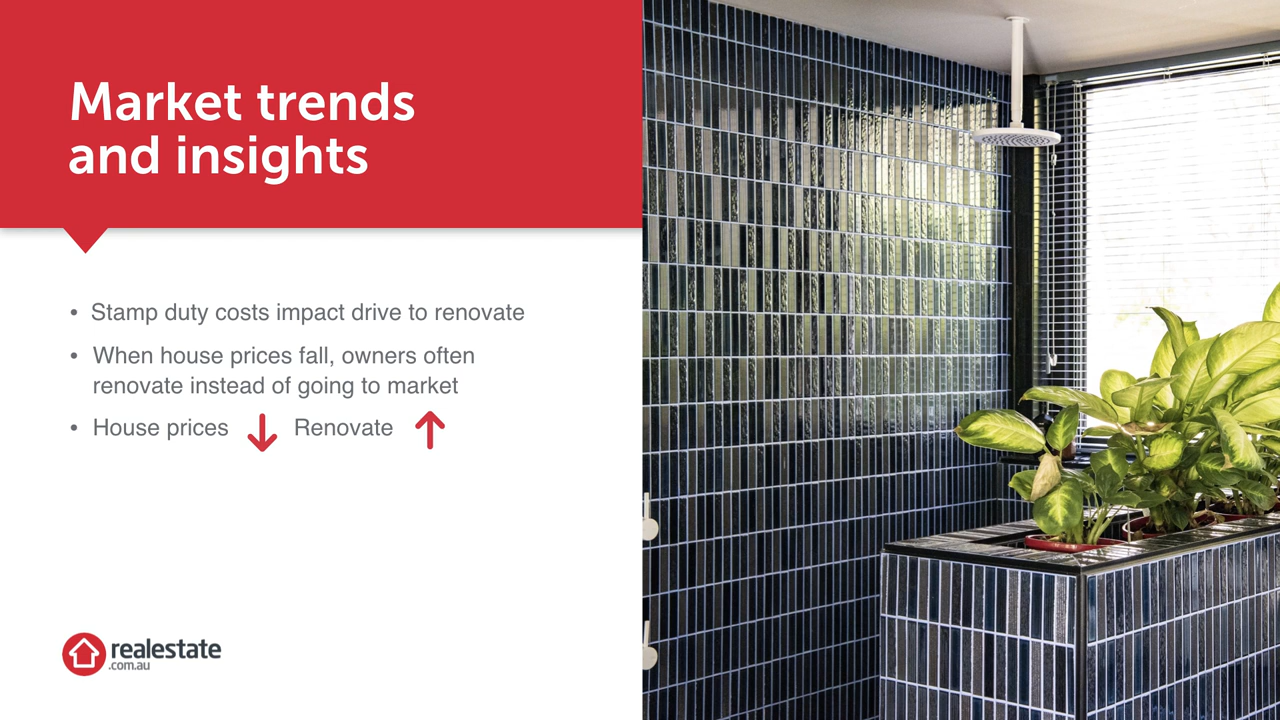 Market trends
and insights
• Stamp duty costs impact drive to renovate
• When house prices fall, owners often
renovate instead of going to market
• House prices ↓ Renovate ↑
realestate
.com.au